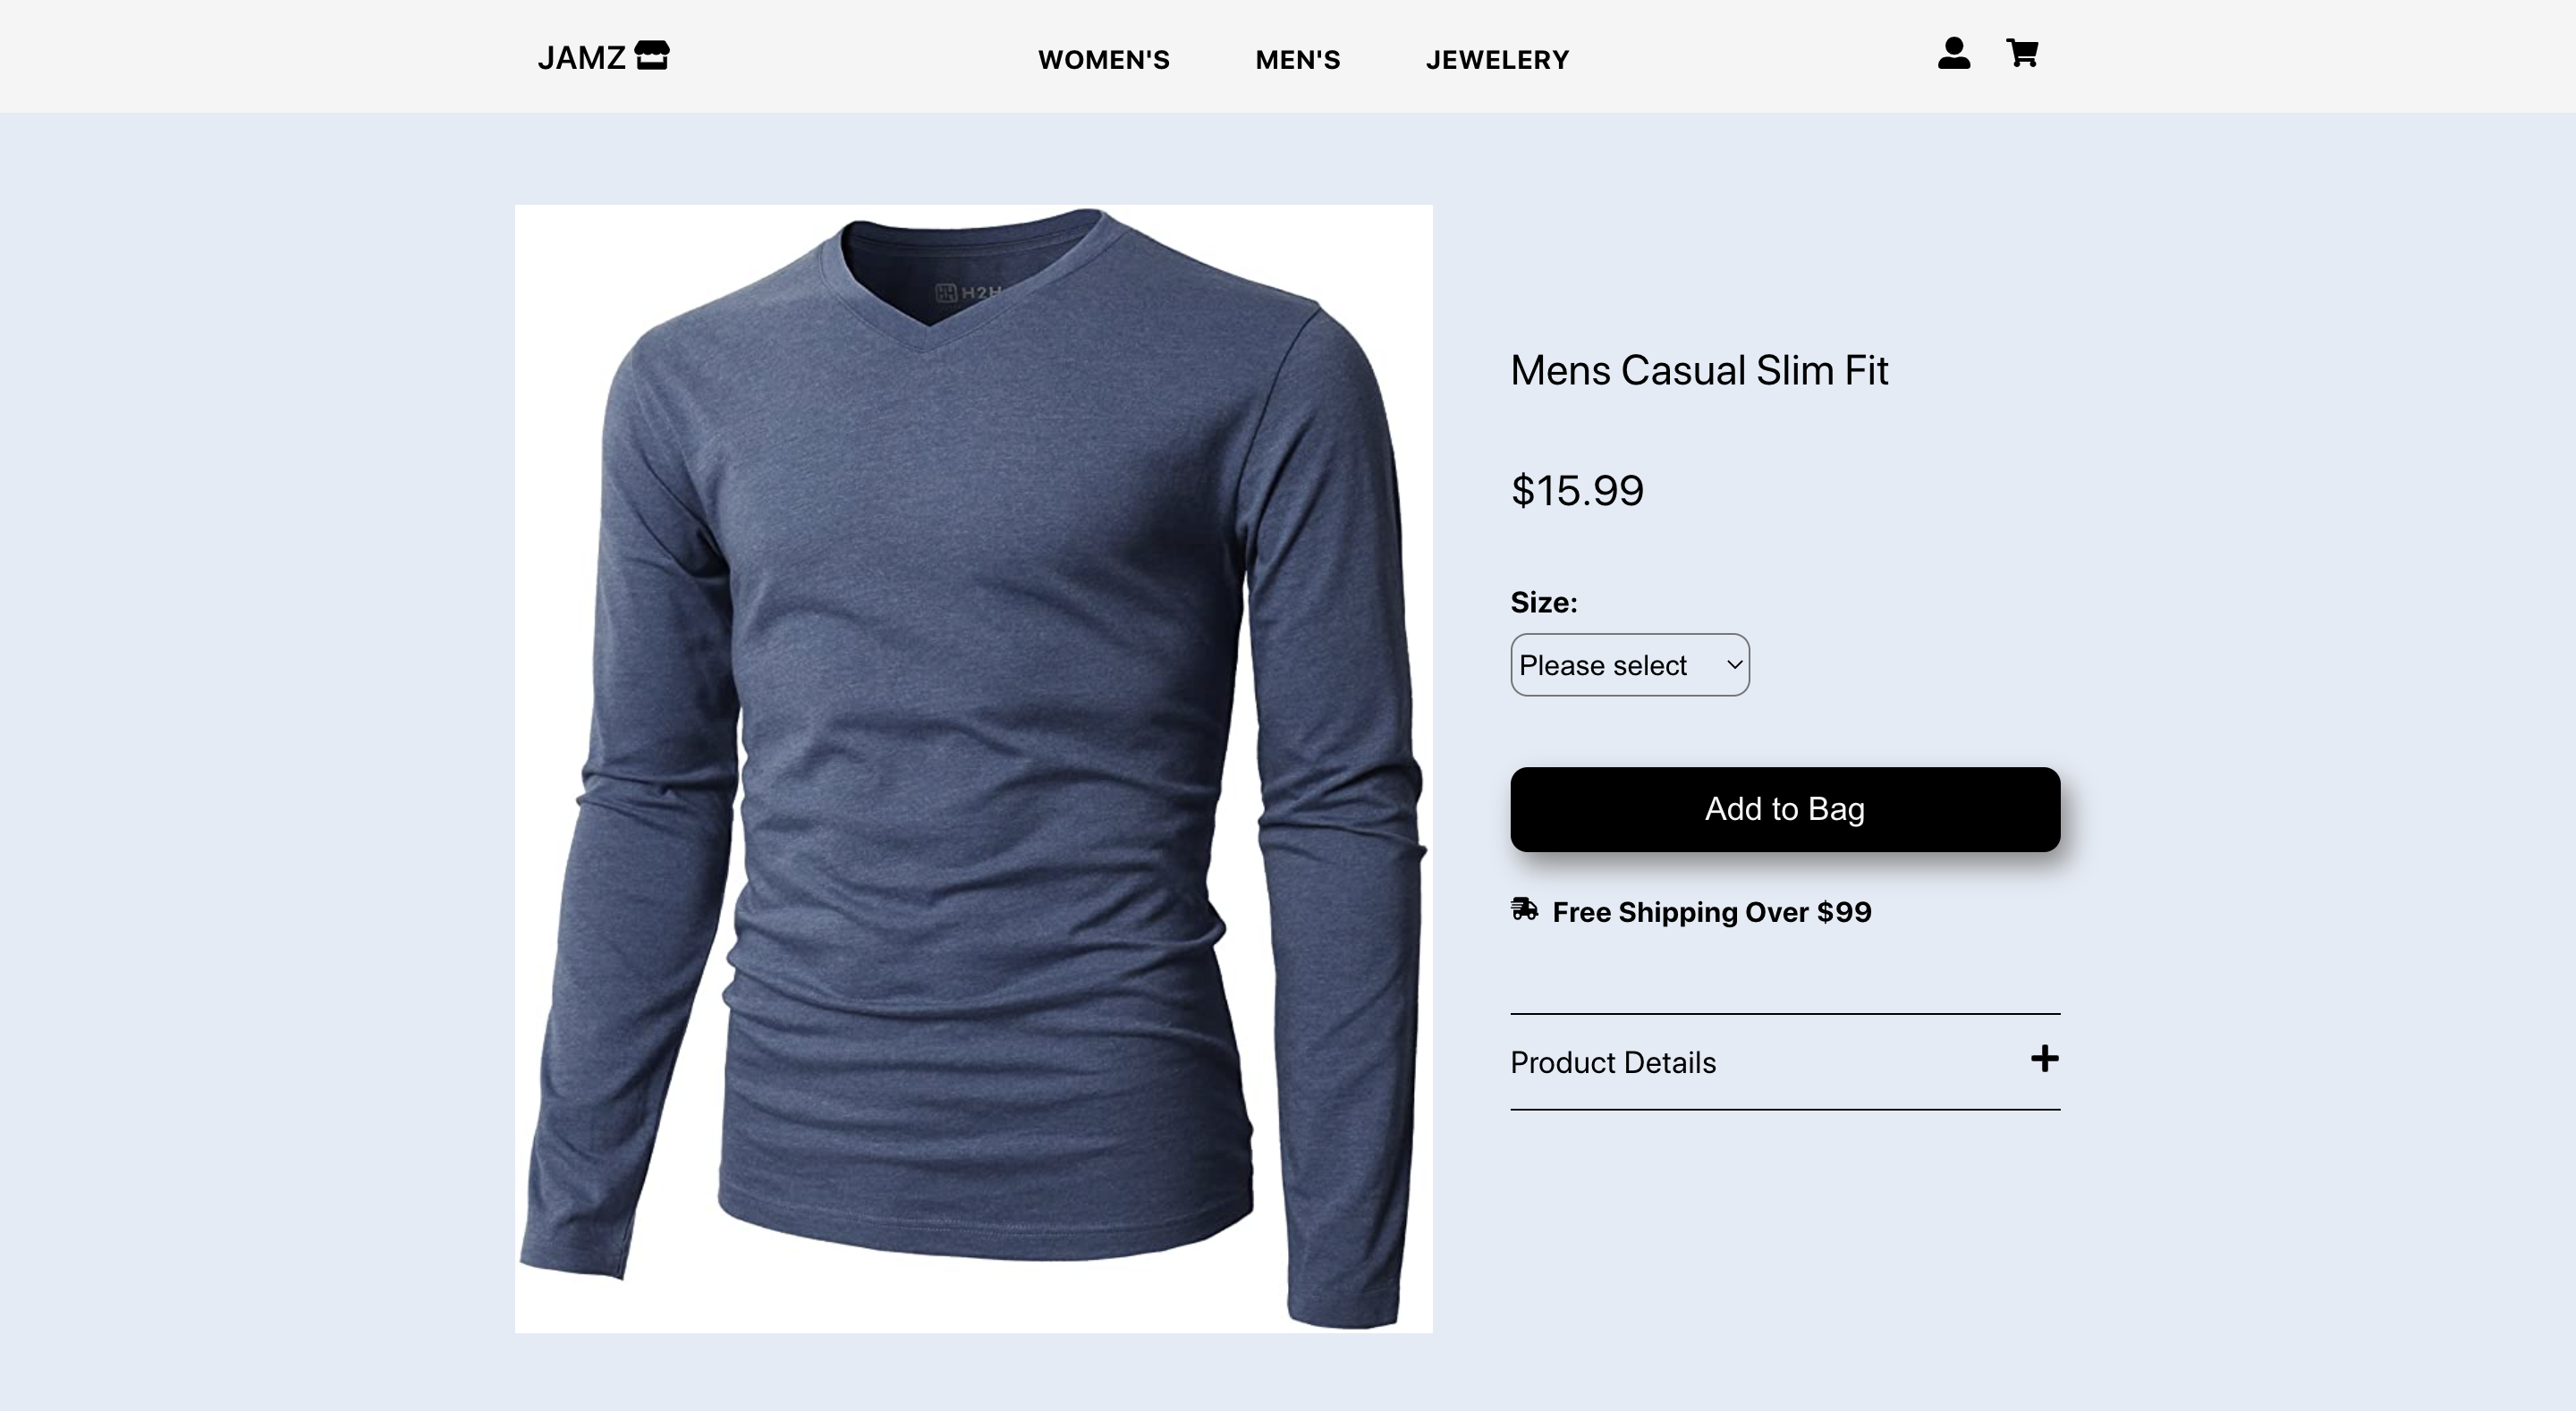 JAMZ
WOMEN'S
MEN'S
JEWELERY
H2H
Mens Casual Slim Fit
$15.99
Size:
Please select
Add to Bag
Free Shipping Over $99
Product Details